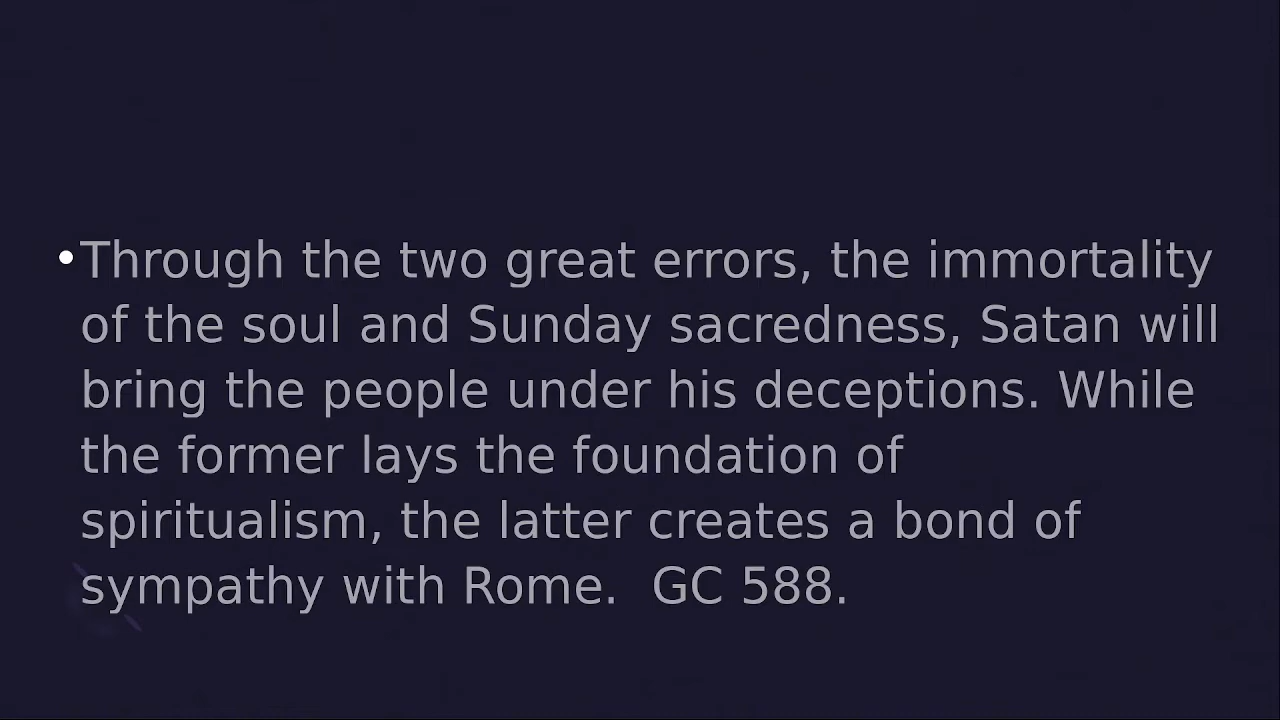 •Through the two great errors, the immortality
of the soul and Sunday sacredness, Satan will
bring the people under his deceptions. While
the former lays the foundation of
spiritualism, the latter creates a bond of
sympathy with Rome.  GC 588.